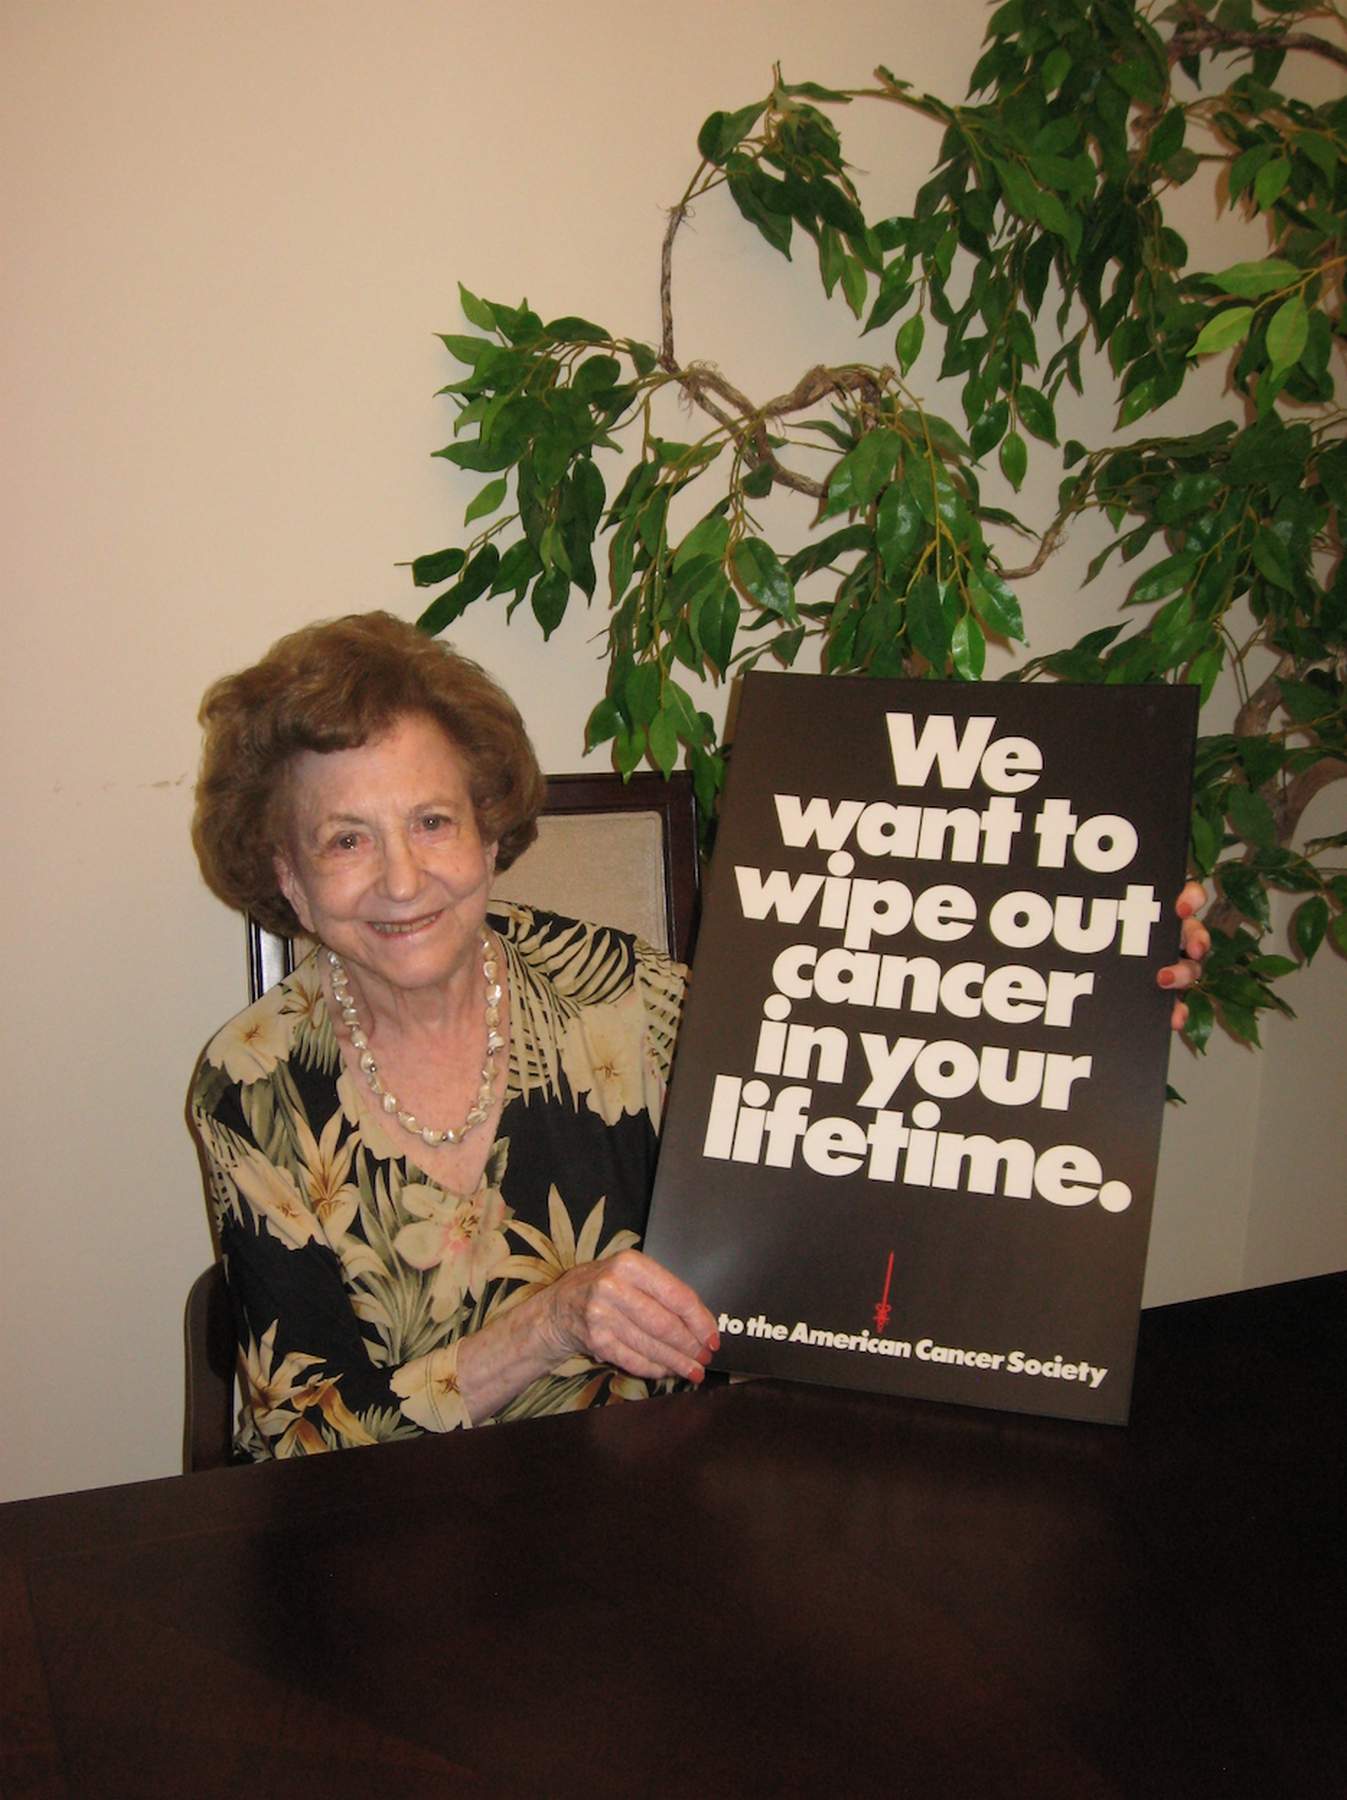 We
want to
wipe out
cancer
in your
lifetime.
to the American Cancer Society